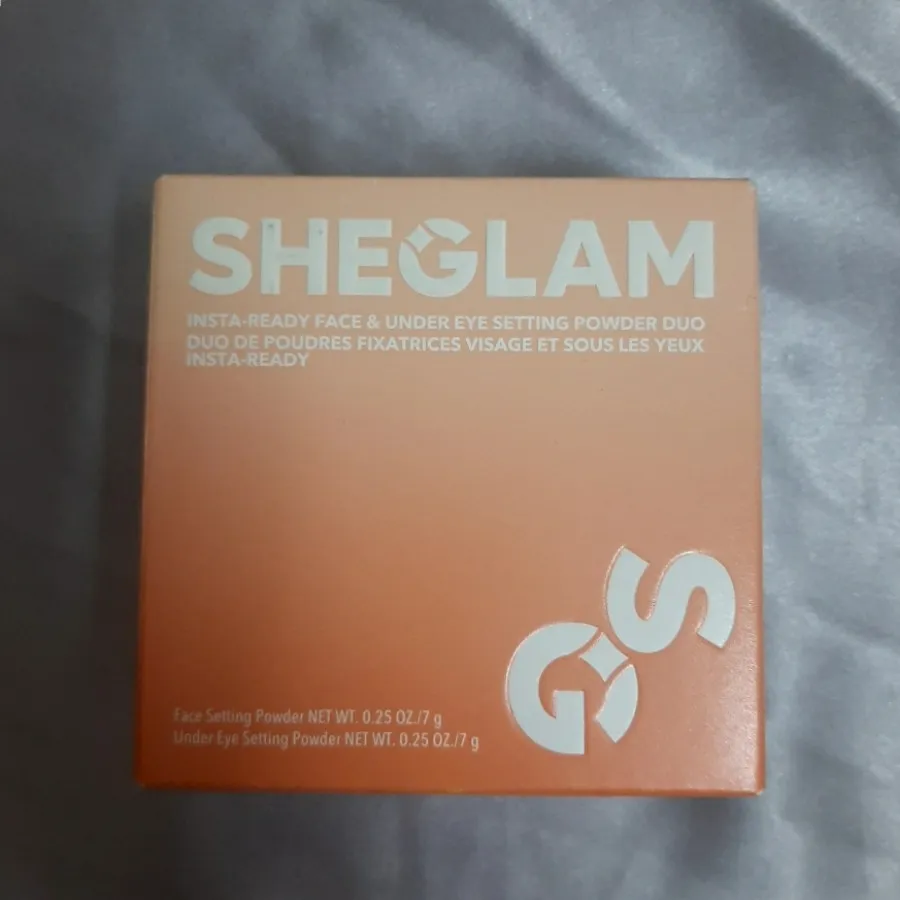 SHEGLAM
INSTA-READY FACE & UNDER EYE SETTING POWDER DUO
DUO DE POUDRES FIXATRICES VISAGE ET SOUS LES YEUX
INSTA-READY
GS
Face Setting Powder NET WT. 0.25 OZ./7 g
Under Eye Setting Powder NET WT. 0.25 OZ./7 g